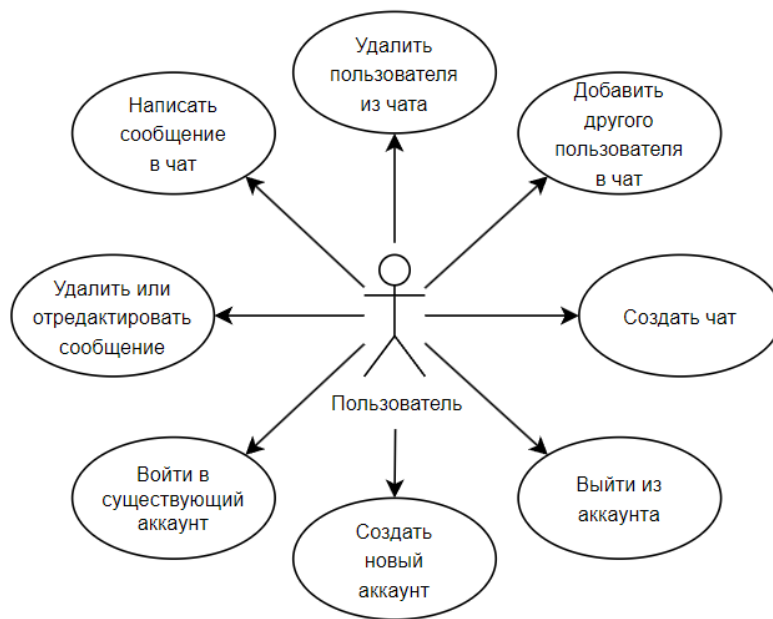 Удалить
пользователя
из чата
Написать
сообщение
в чат
Добавить
другого
пользователя
в чат
Удалить или
отредактировать
сообщение
Создать чат
Пользователь
Войти в
существующий
аккаунт
Создать
новый
аккаунт
Выйти из
аккаунта